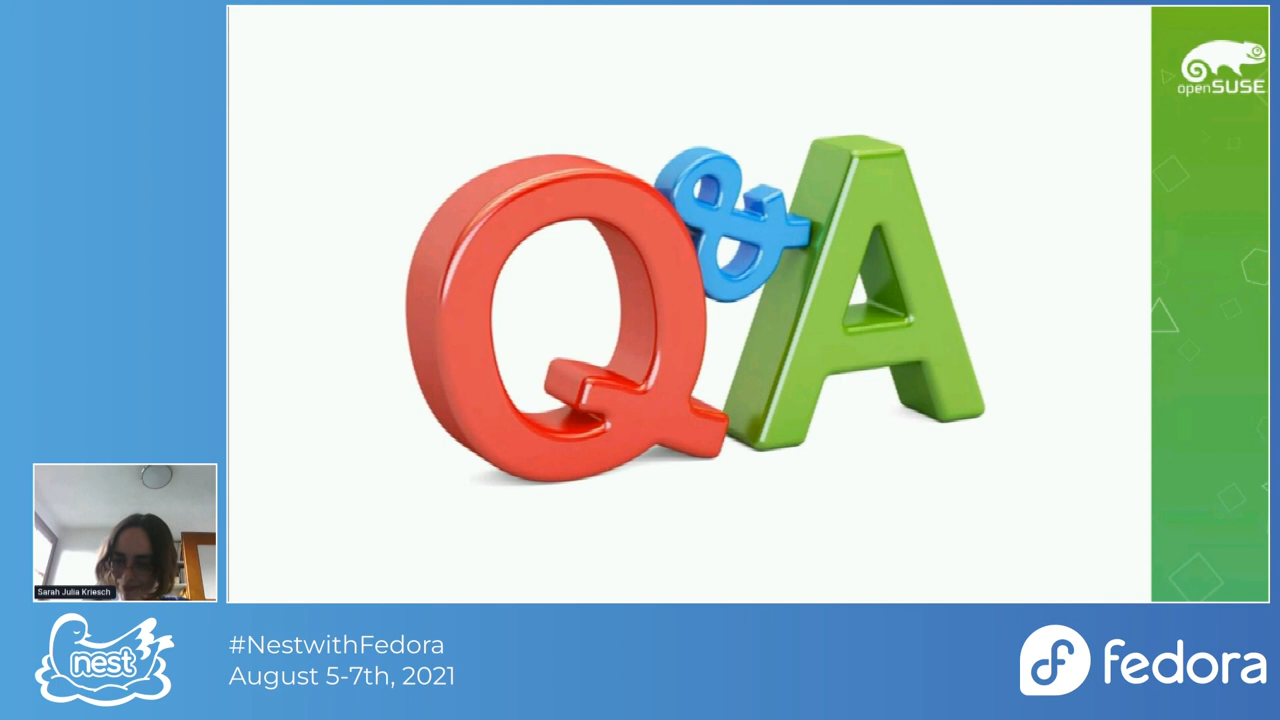 Q&A
openSUSE
Sarah Julia Kriesch
nest
#NestwithFedora
August 5-7th, 2021
fedora